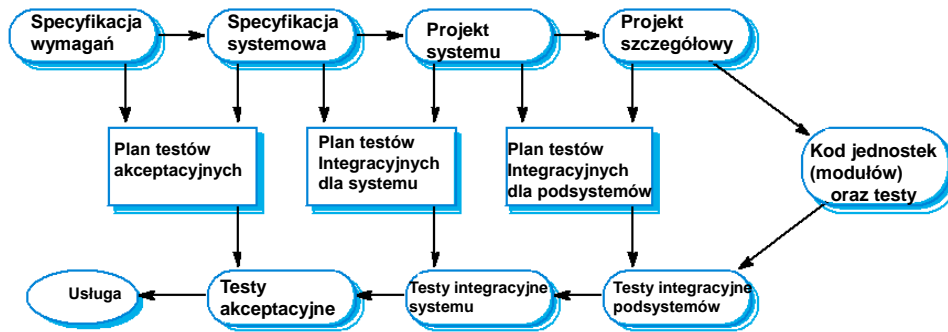 Specyfikacja
wymagań
Specyfikacja
systemowa
Projekt
systemu
Projekt
szczegółowy
Plan testów
akceptacyjnych
Plan testów
Integracyjnych
dla systemu
Plan testów
Integracyjnych
dla podsystemów
Kod jednostek
(modułów)
oraz testy
Usługa
Testy
akceptacyjne
Testy integracyjne
systemu
Testy integracyjne
podsystemów